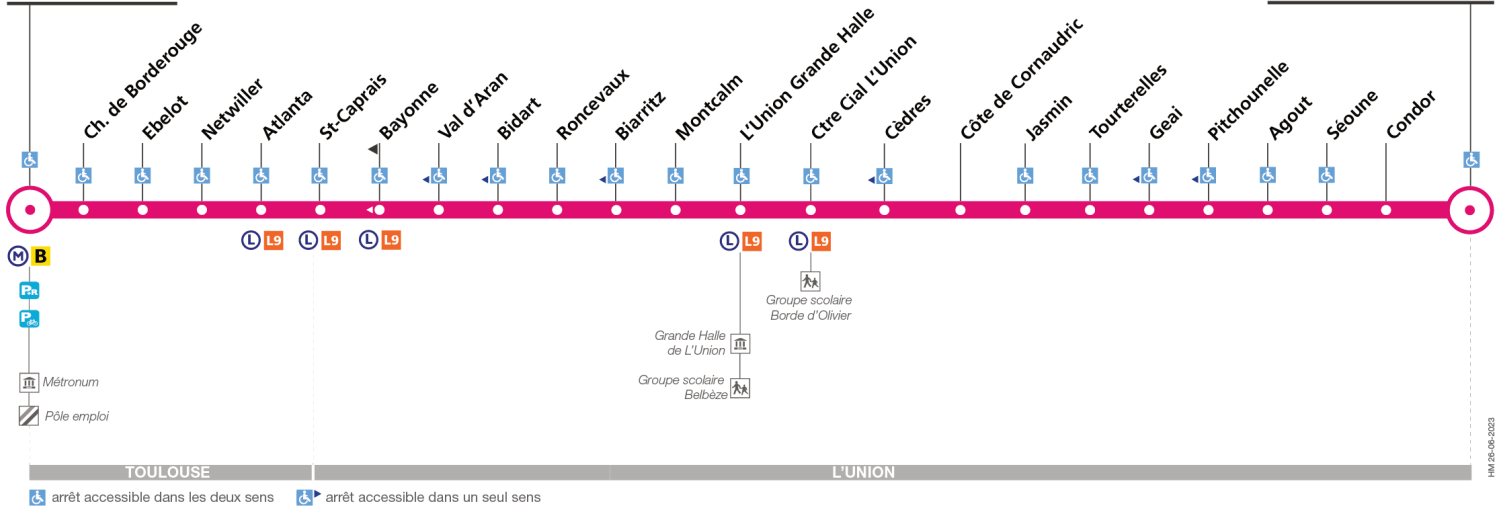 Ch. de Borderouge
Ebelot
Netwiller
Atlanta
St-Caprais
Bayonne
Val d'Aran
Bidart
Roncevaux
Biarritz
Montcalm
L'Union Grande Halle
Ctre Cial L'Union
Cèdres
Côte de Cornaudric
Jasmin
Tourterelles
Geai
Pitchounelle
Agout
Séoune
Condor
M B
L L9
L L9
L L9
L L9
L L9
P+R
P
Groupe scolaire
Borde d'Olivier
Grande Halle
de L'Union
Groupe scolaire
Belbèze
Métronum
Pôle emploi
TOULOUSE
L'UNION
arrêt accessible dans les deux sens
arrêt accessible dans un seul sens
HM 26-06-2023